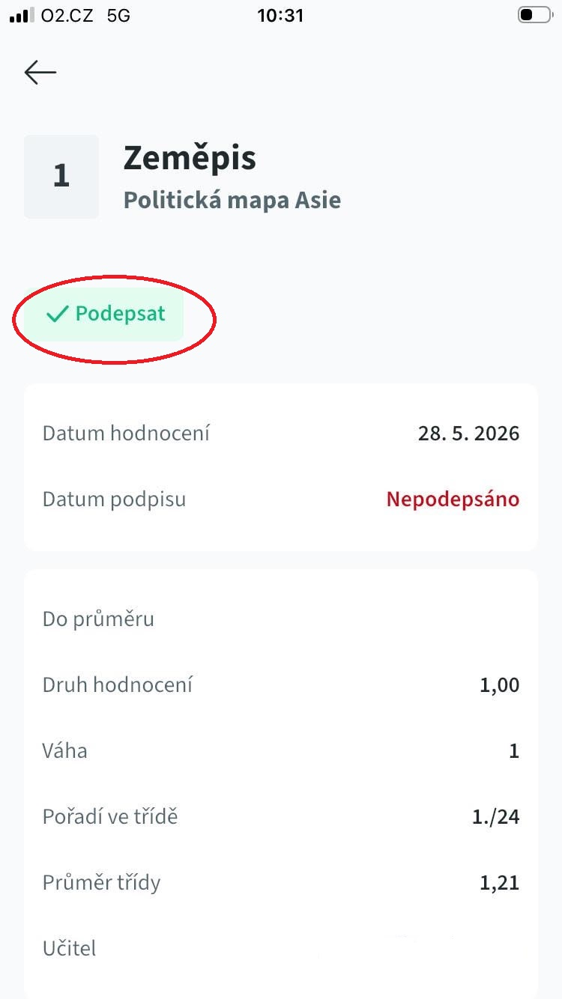 O2.CZ 5G 10:31
1
Zeměpis
Politická mapa Asie
Podepsat
Datum hodnocení 28. 5. 2026
Datum podpisu Nepodepsáno
Do průměru
Druh hodnocení 1,00
Váha 1
Pořadí ve třídě 1./24
Průměr třídy 1,21
Učitel